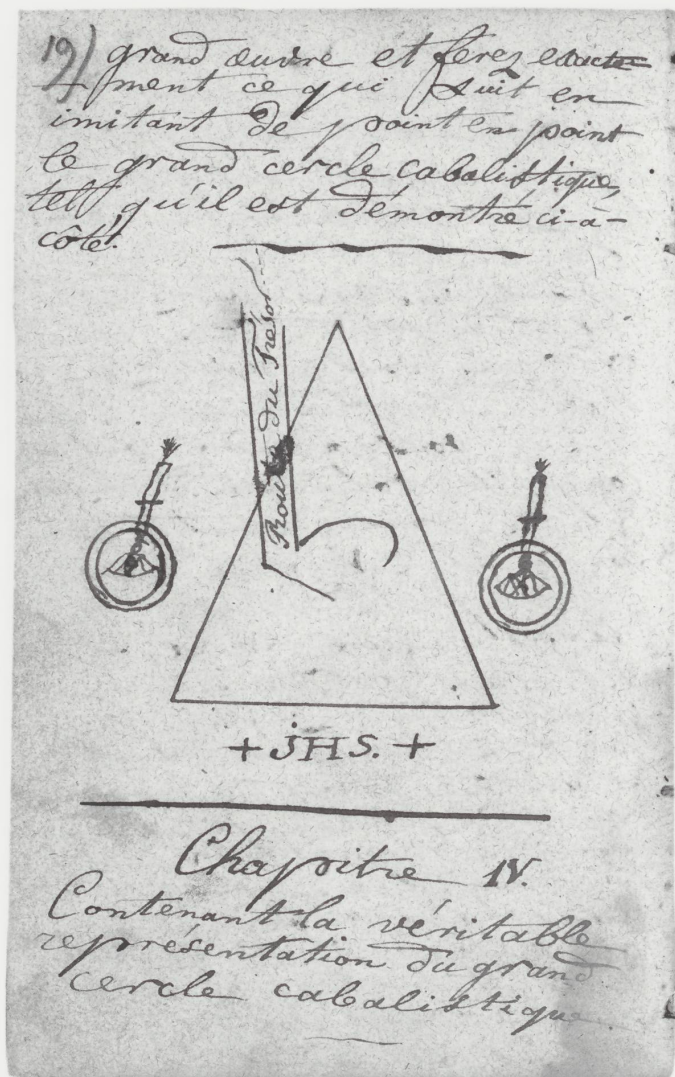 19) grand œuvre et ferez exacte=
ment ce qui suit en
imitant de point en point
le grand cercle cabalistique,
tel qu'il est démontré ci-a-
côté.
Route du Trésor
+ JHS. +
Chapitre IV.
Contenant la véritable
représentation du grand
cercle cabalistique